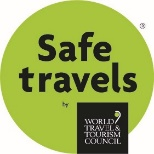 Safe
travels
by
WORLD
TRAVEL &
TOURISM
COUNCIL
®